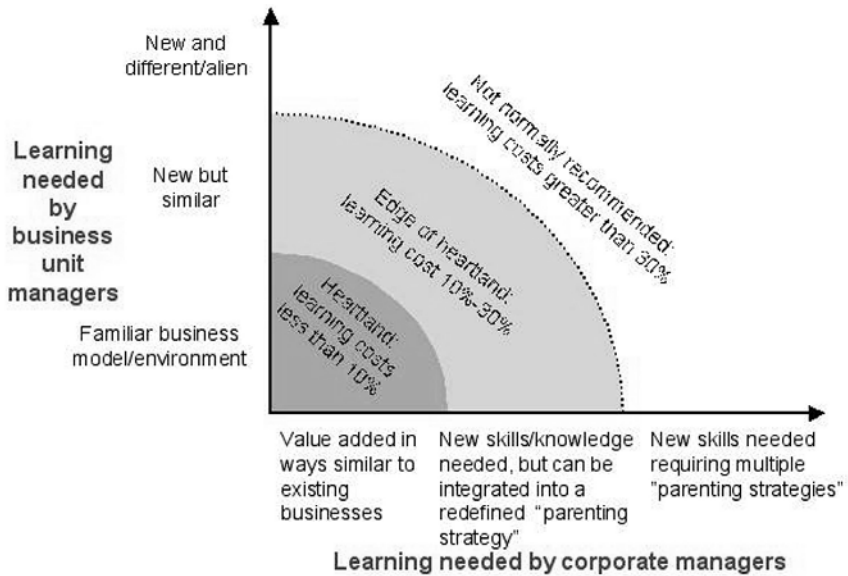 New and
different/alien
Not normally recommended:
learning costs greater than 30%
Learning
needed
by
business
unit
managers
New but
similar
Edge of heartland:
learning cost 10%-30%
Heartland:
learning costs
less than 10%
Familiar business
model/environment
Value added in
ways similar to
existing
businesses
New skills/knowledge
needed, but can be
integrated into a
redefined “parenting
strategy”
New skills needed
requiring multiple
”parenting strategies”
Learning needed by corporate managers